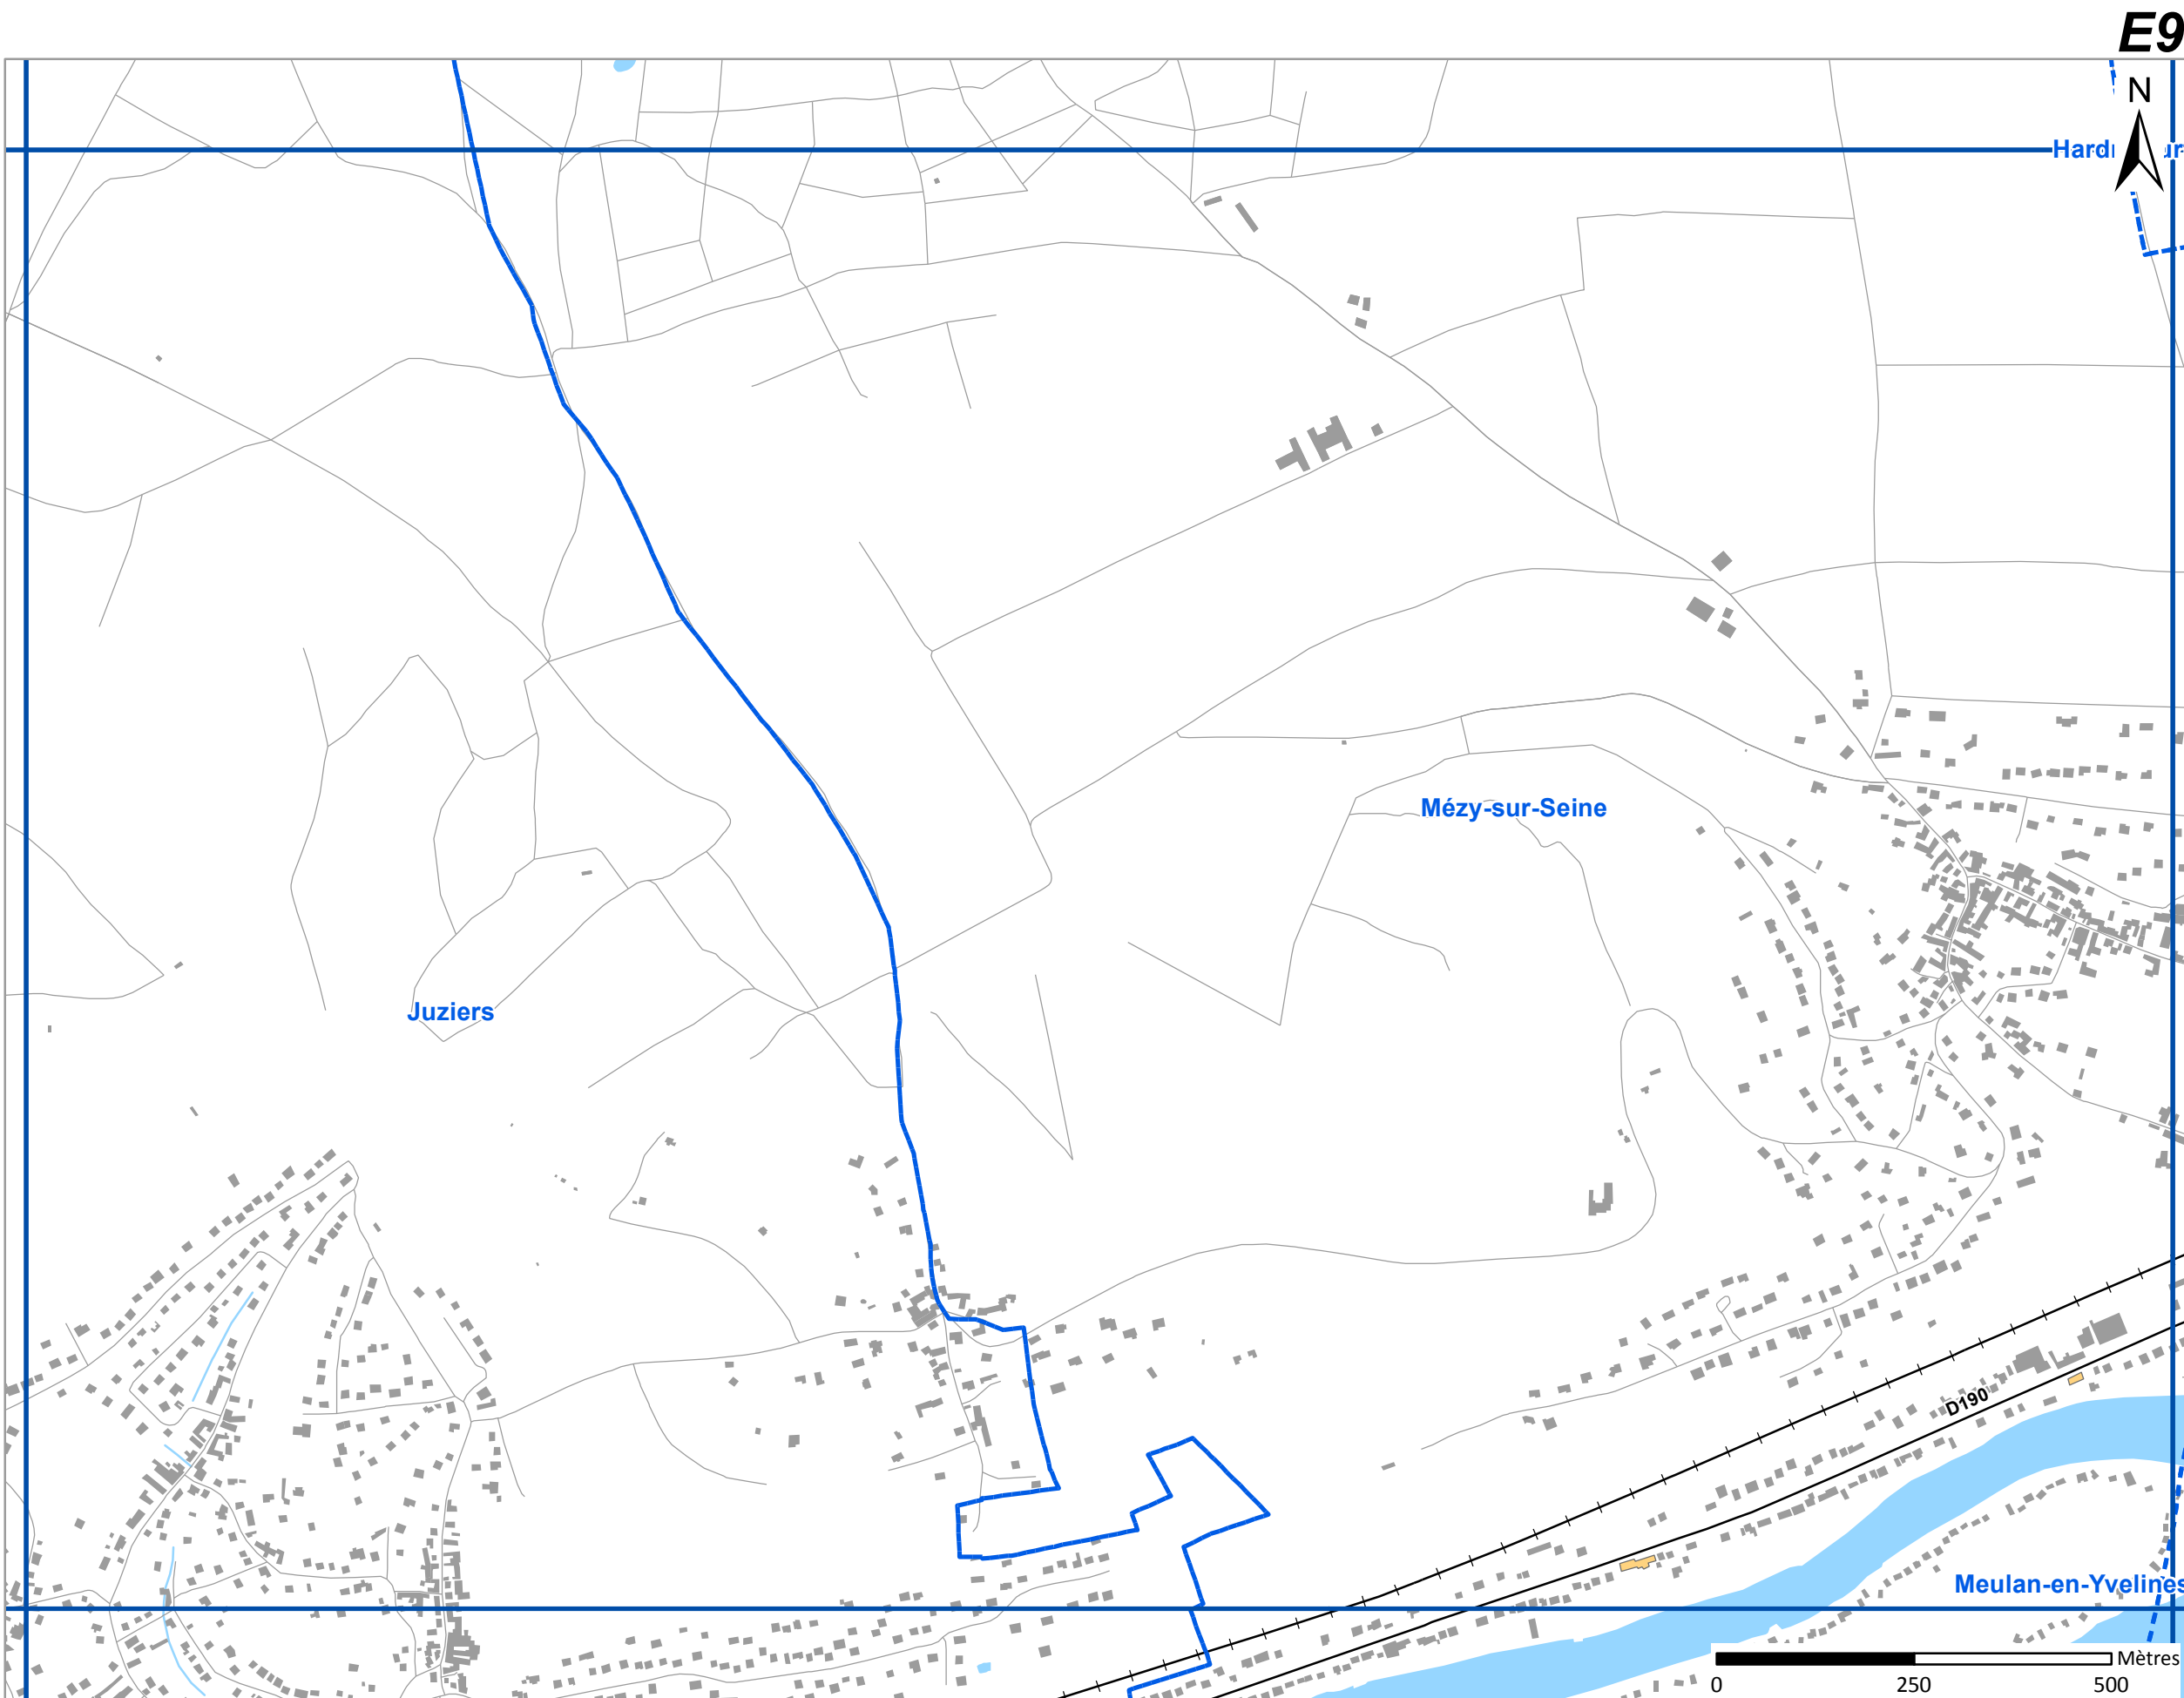 E9
N
Mézy-sur-Seine
Juziers
D190
Meulan-en-Yvelines
Mètres
0 250 500